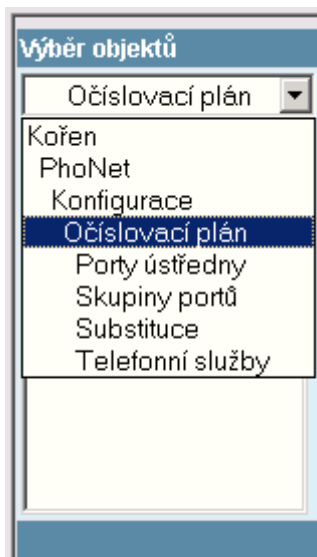 Výběr objektů
Očíslovací plán
Kořen
PhoNet
Konfigurace
Očíslovací plán
Porty ústředny
Skupiny portů
Substituce
Telefonní služby